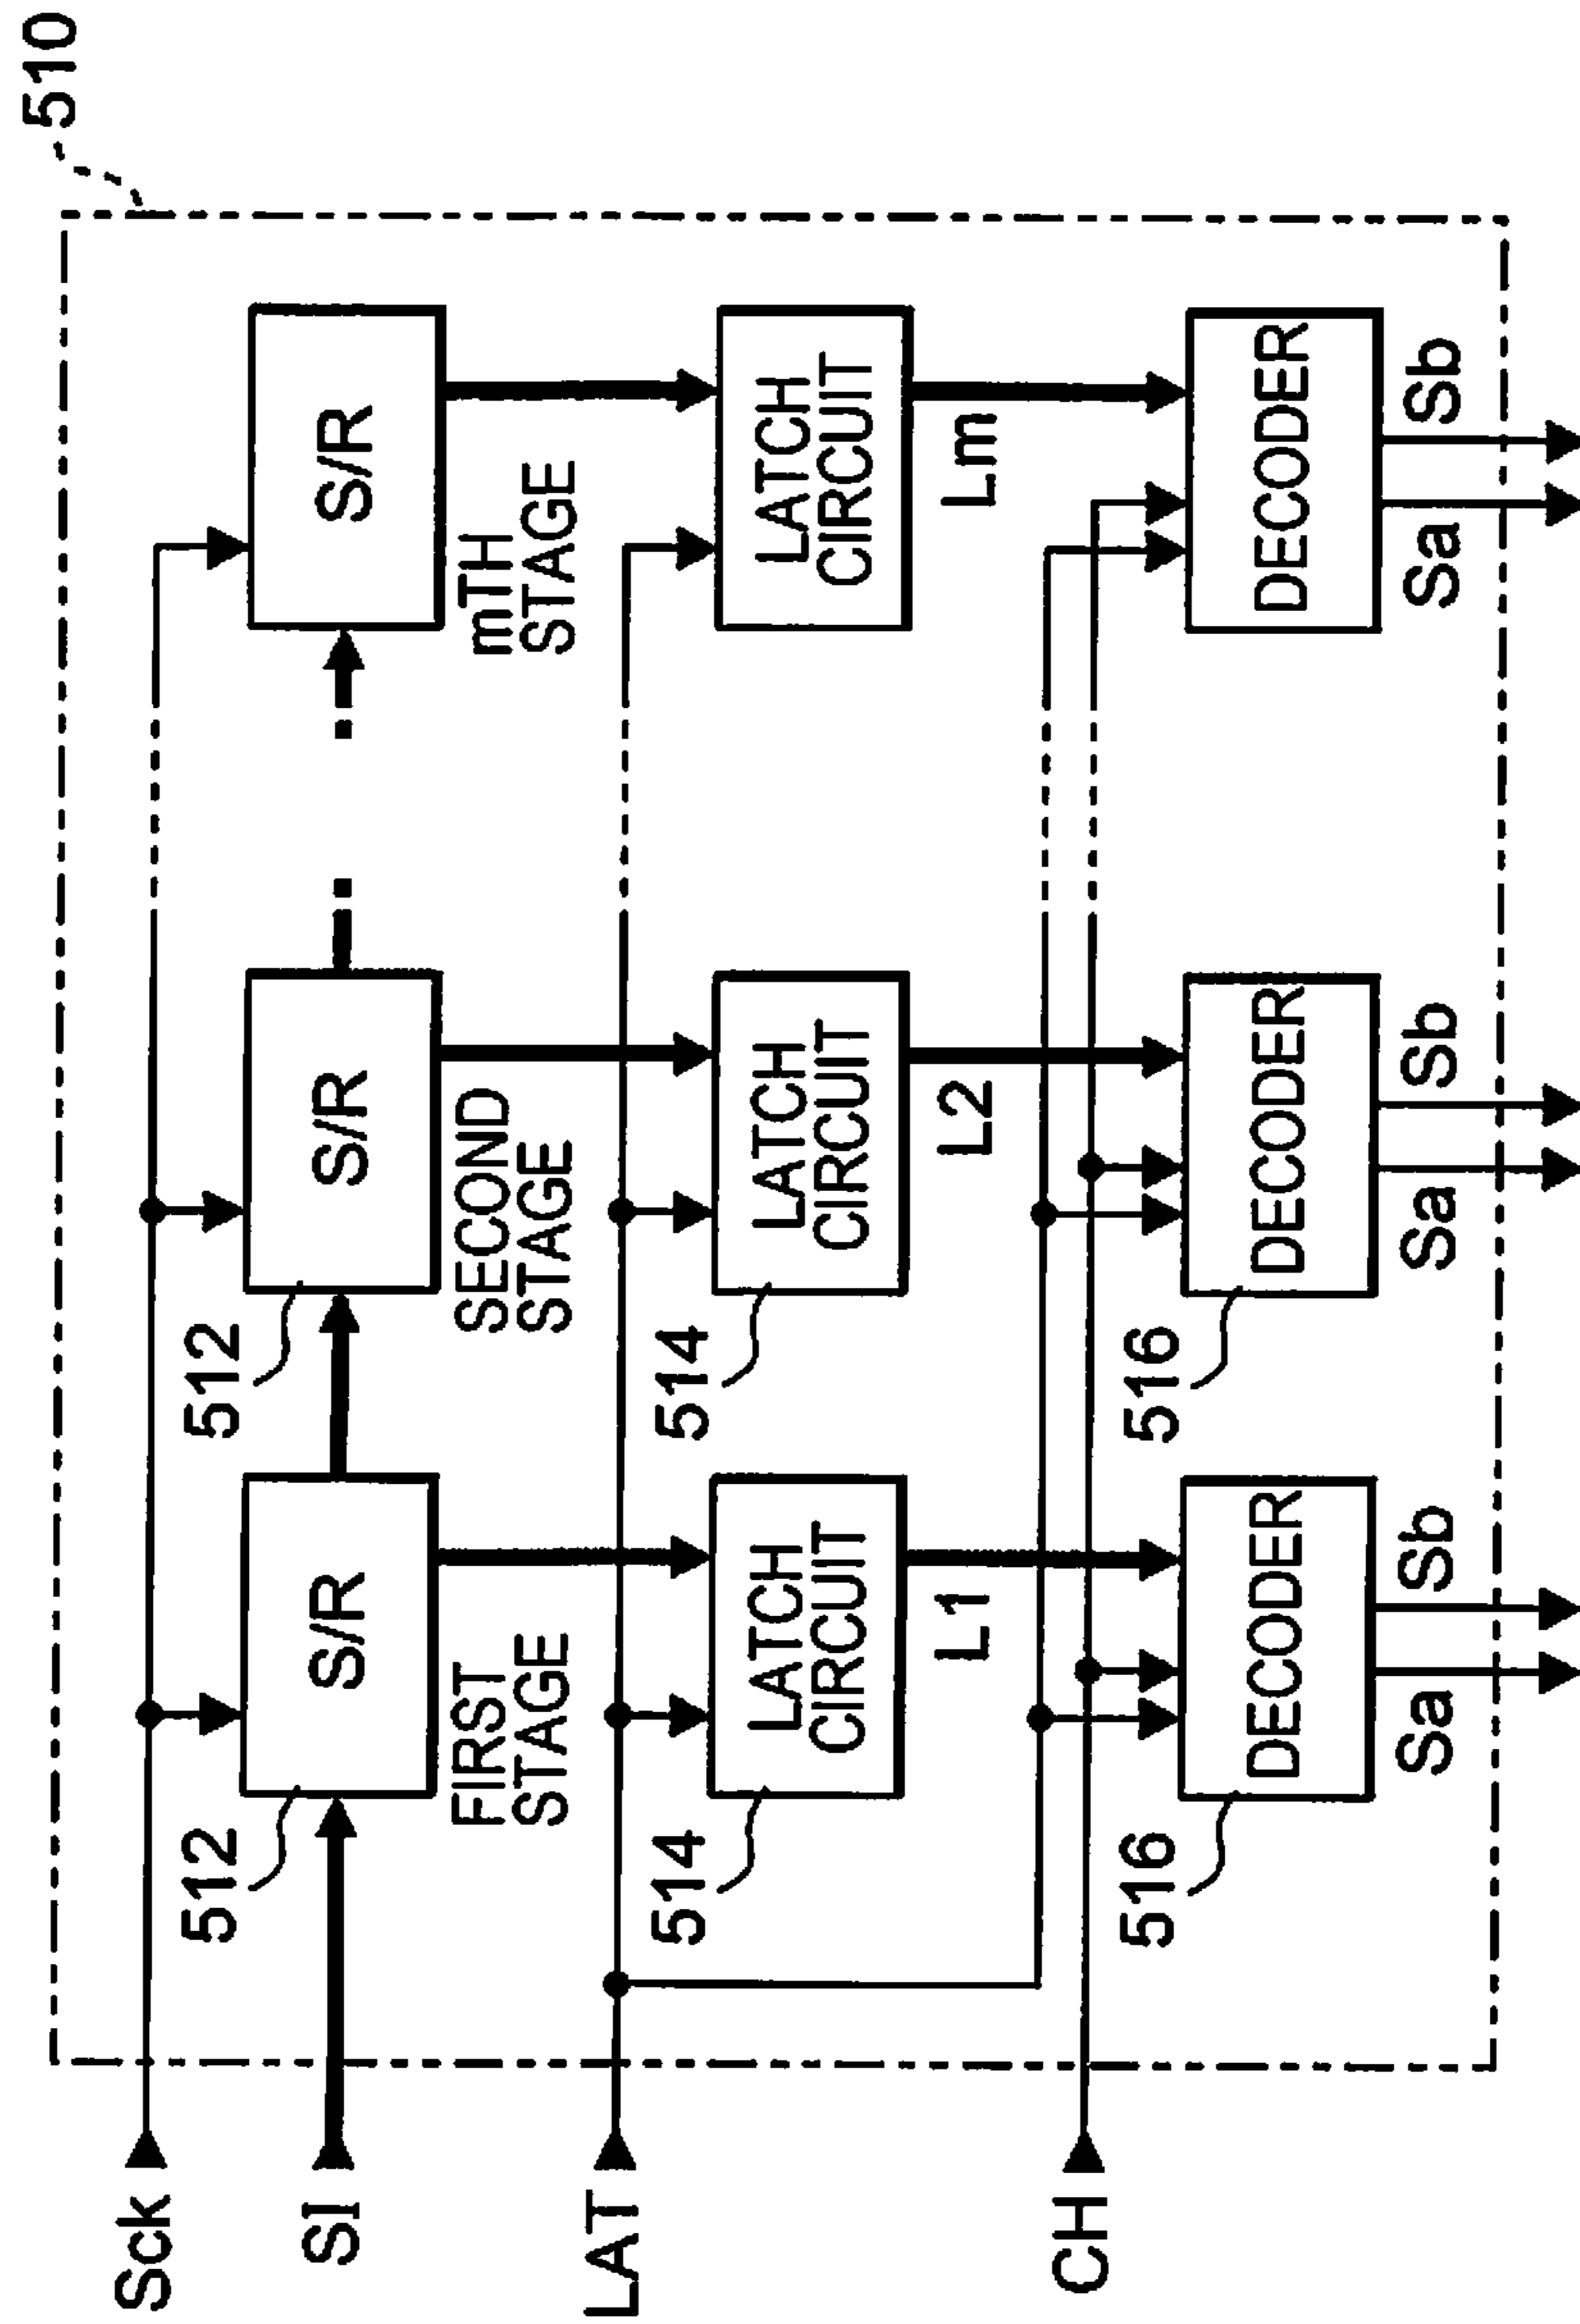 510
Sck
512
S/R
512
S/R
S/R
SI
FIRST
STAGE
SECOND
STAGE
mTH
STAGE
LAT
514
LATCH
CIRCUIT
514
LATCH
CIRCUIT
LATCH
CIRCUIT
L1
L2
Lm
CH
516
DECODER
516
DECODER
DECODER
Sa
Sb
Sa
Sb
Sa
Sb